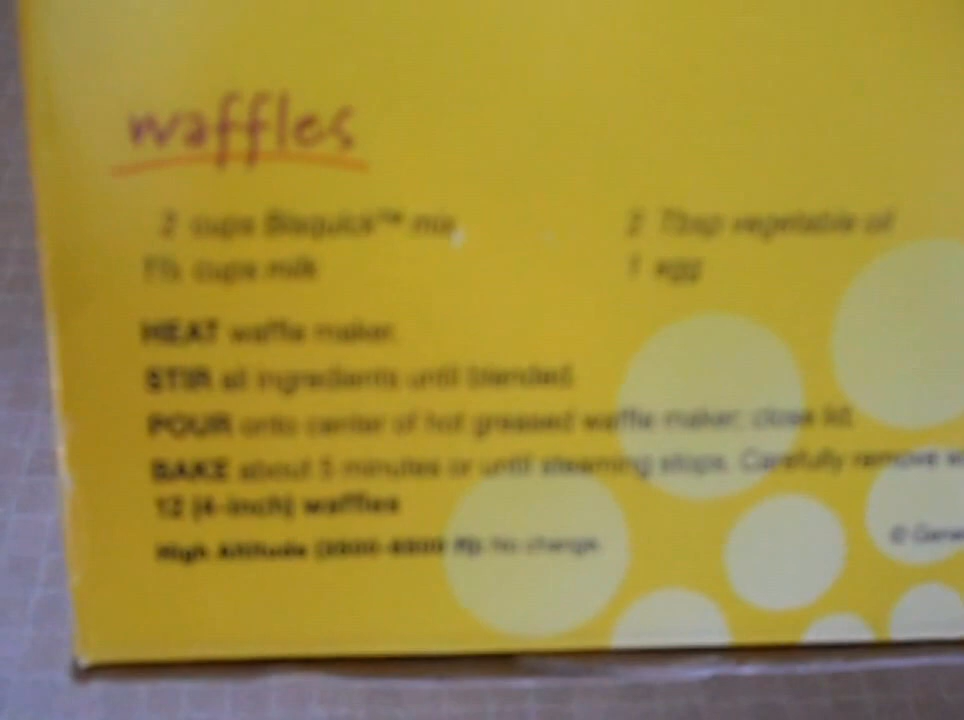 waffles
2 cups Bisquick™ mix
2 Tbsp vegetable oil
cups milk
1 egg
HEAT waffle maker.
STIR all ingredients until blended.
POUR onto center of hot greased waffle maker; close lid.
BAKE about 5 minutes or until steaming stops. Carefully remove
12 (4-inch) waffles
High Altitude (3500-6500 ft): No change.
©